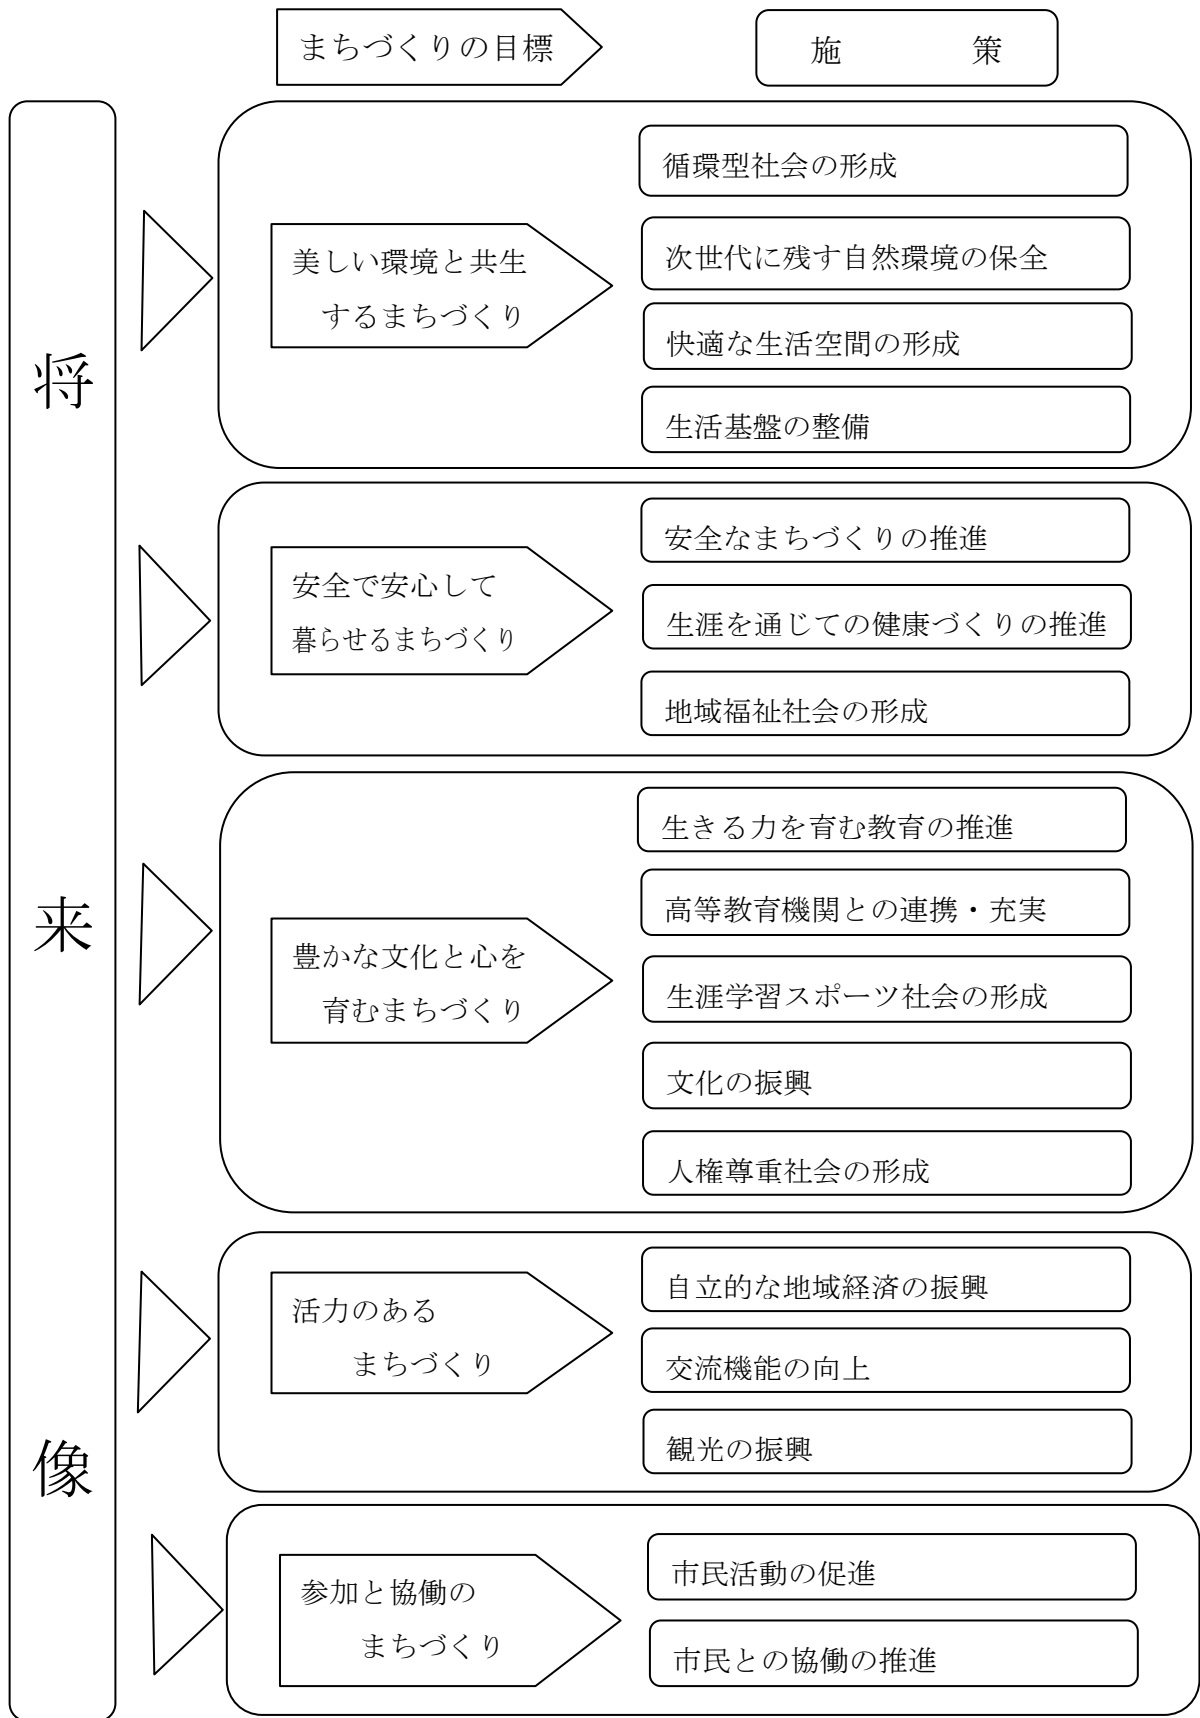 まちづくりの目標
施　策
将来像
美しい環境と共生
するまちづくり
循環型社会の形成
次世代に残す自然環境の保全
快適な生活空間の形成
生活基盤の整備
安全で安心して
暮らせるまちづくり
安全なまちづくりの推進
生涯を通じての健康づくりの推進
地域福祉社会の形成
豊かな文化と心を
育むまちづくり
生きる力を育む教育の推進
高等教育機関との連携・充実
生涯学習スポーツ社会の形成
文化の振興
人権尊重社会の形成
活力のある
まちづくり
自立的な地域経済の振興
交流機能の向上
観光の振興
参加と協働の
まちづくり
市民活動の促進
市民との協働の推進